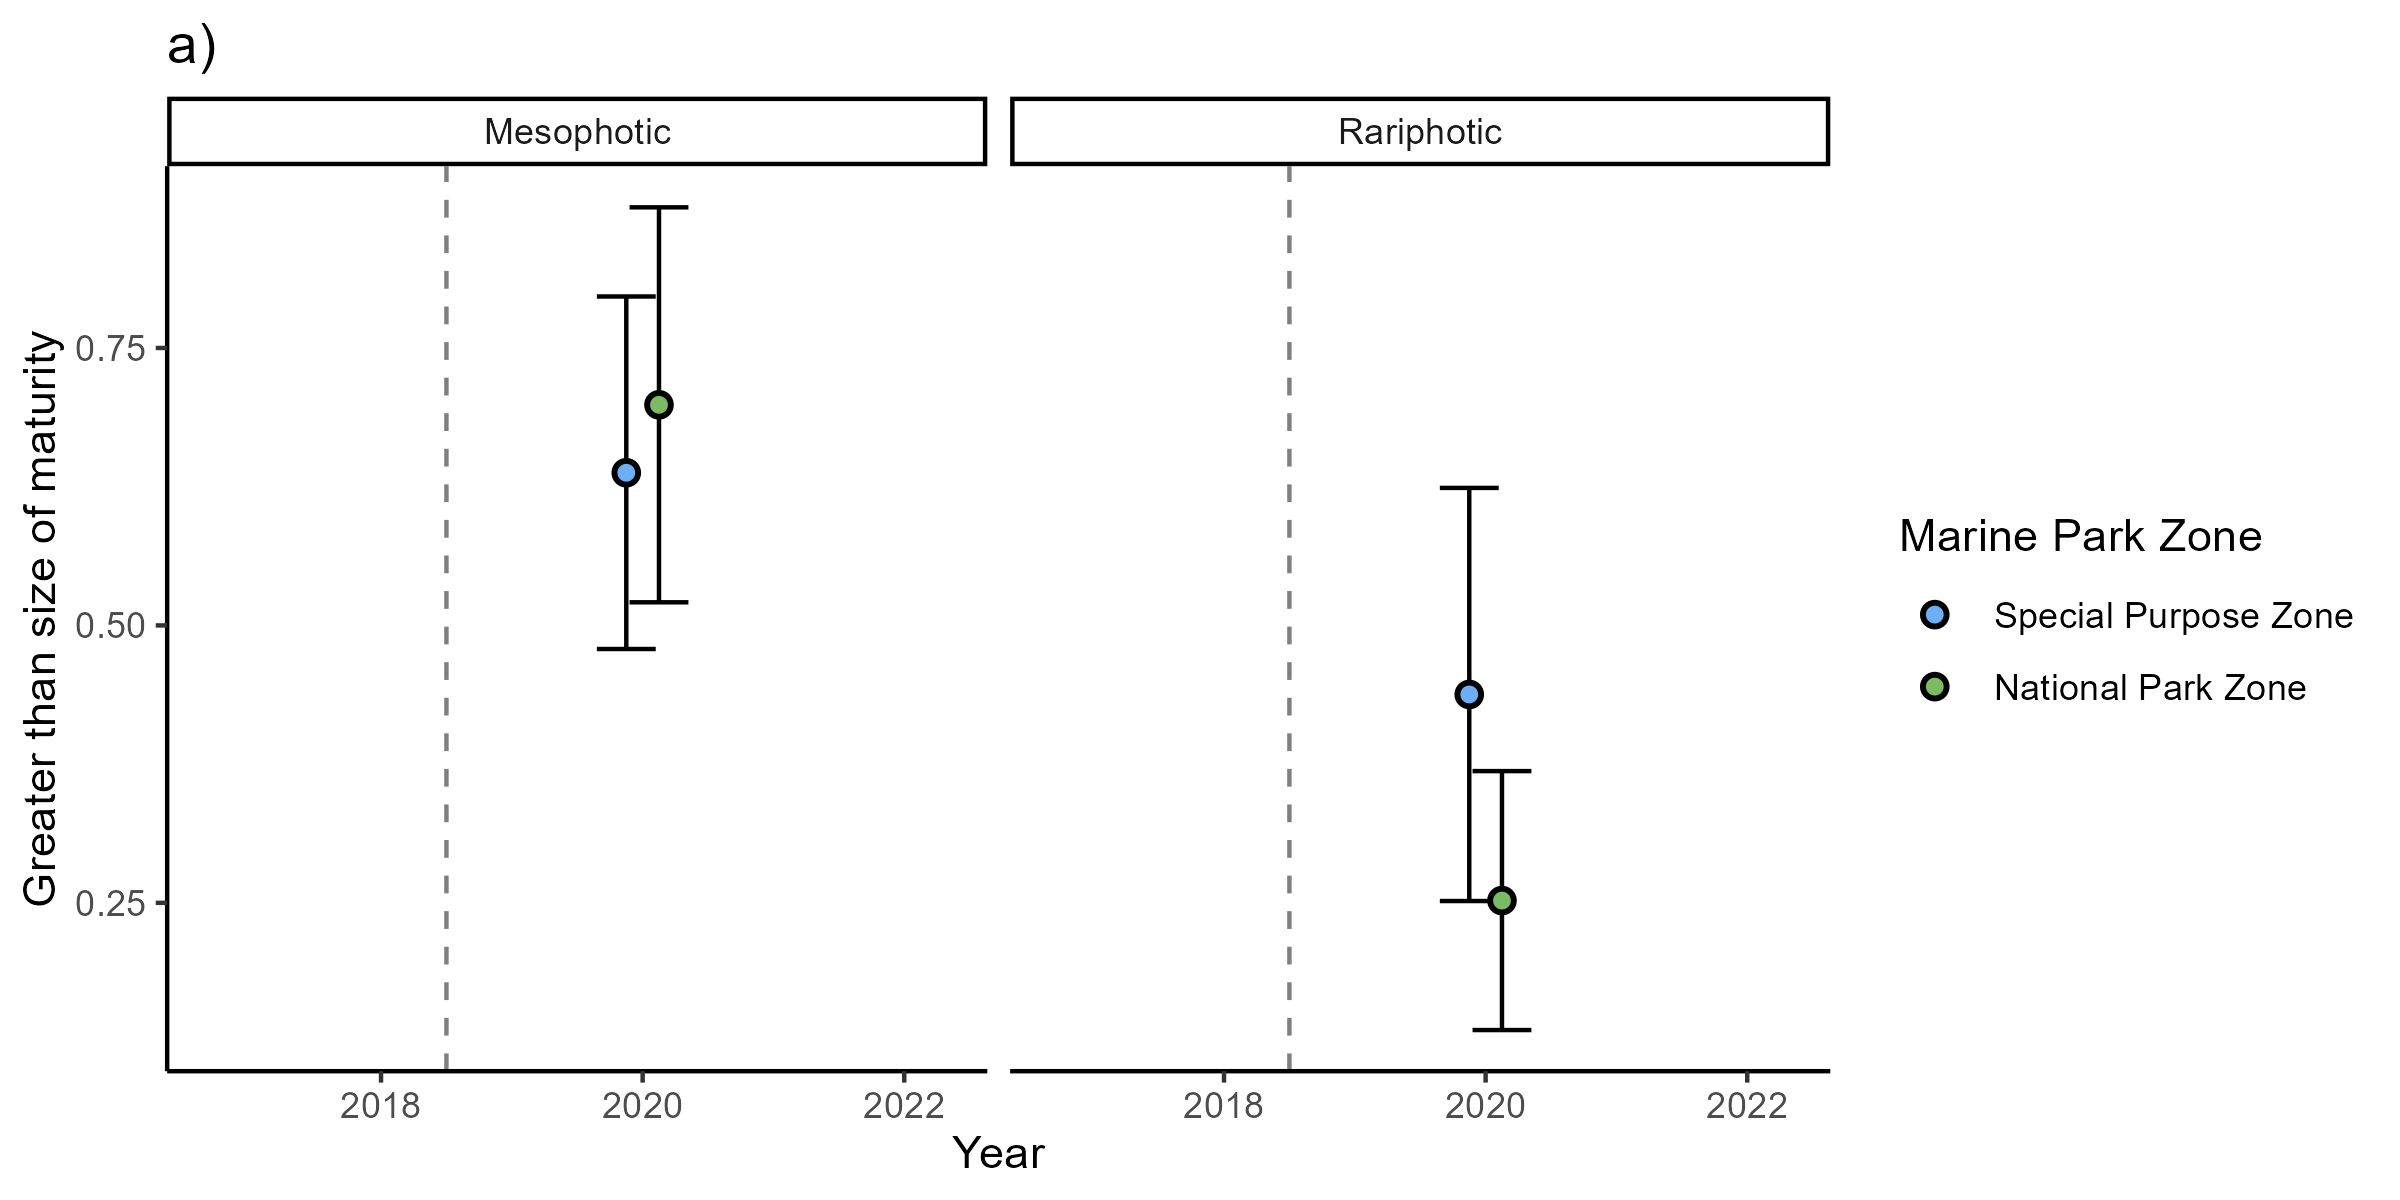 a)
Mesophotic
Rariphotic
Greater than size of maturity
0.75
0.50
0.25
2018
2020
2022
2018
2020
2022
Year
Marine Park Zone
Special Purpose Zone
National Park Zone